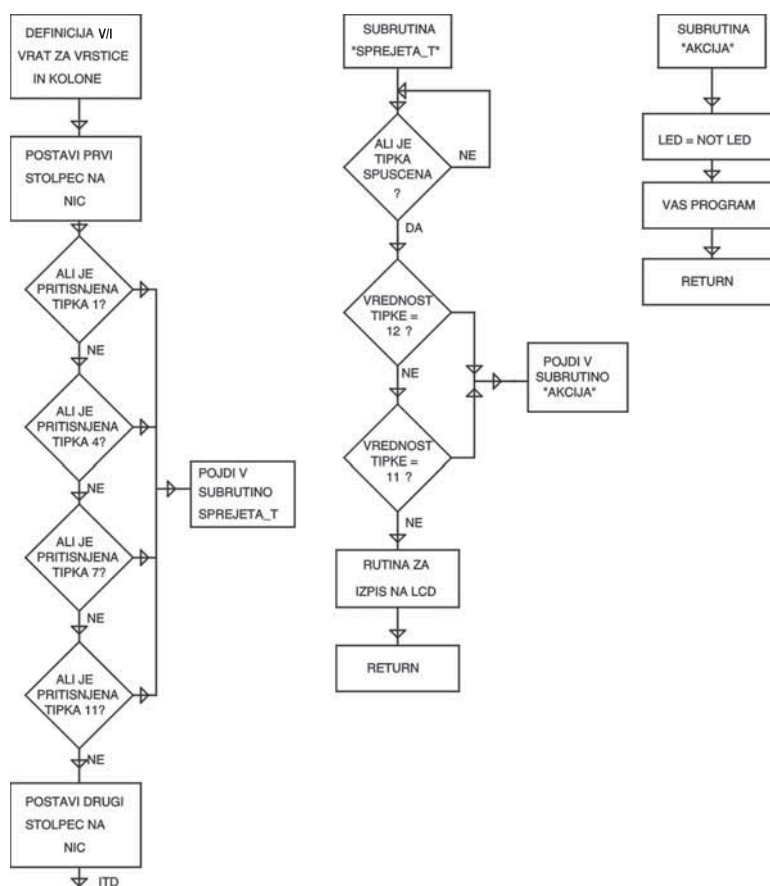 DEFINICIJA V/I
VRAT ZA VRSTICE
IN KOLONE
POSTAVI PRVI
STOLPEC NA
NIC
ALI JE
PRITISNJENA
TIPKA 1?
NE
ALI JE
PRITISNJENA
TIPKA 4?
NE
ALI JE
PRITISNJENA
TIPKA 7?
NE
ALI JE
PRITISNJENA
TIPKA 11?
NE
POSTAVI DRUGI
STOLPEC NA
NIC
ITD
POJDI V
SUBRUTINO
SPREJETA_T
SUBRUTINA
"SPREJETA_T"
ALI JE
TIPKA
SPUSCENA
?
NE
DA
VREDNOST
TIPKE =
12 ?
NE
VREDNOST
TIPKE =
11 ?
NE
RUTINA ZA
IZPIS NA LCD
RETURN
POJDI V
SUBRUTINO
"AKCIJA"
SUBRUTINA
"AKCIJA"
LED = NOT LED
VAS PROGRAM
RETURN